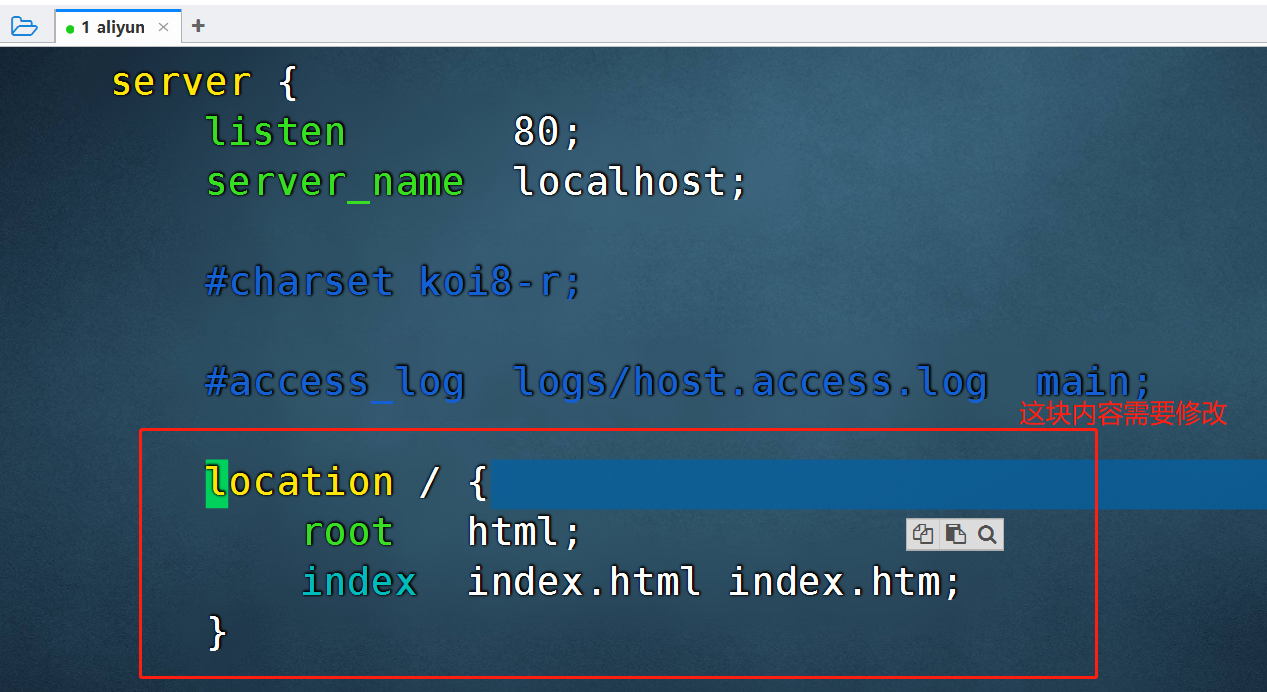 1 aliyun
server {
listen 80;
server_name localhost;
#charset koi8-r;
#access_log logs/host.access.log main;
这块内容需要修改
location / {
root html;
index index.html index.htm;
}